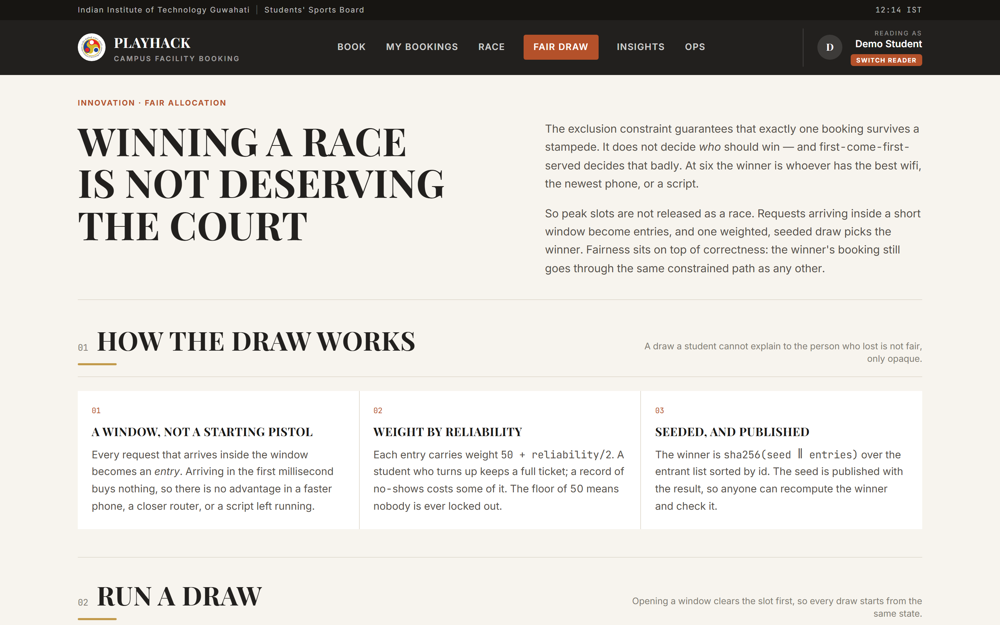 Indian Institute of Technology Guwahati | Students' Sports Board
12:14 IST
PLAYHACK
CAMPUS FACILITY BOOKING
BOOK
MY BOOKINGS
RACE
FAIR DRAW
INSIGHTS
OPS
D
READING AS
Demo Student
SWITCH READER
INNOVATION · FAIR ALLOCATION
WINNING A RACE
IS NOT DESERVING
THE COURT
The exclusion constraint guarantees that exactly one booking survives a
stampede. It does not decide who should win — and first-come-first-
served decides that badly. At six the winner is whoever has the best wifi,
the newest phone, or a script.
So peak slots are not released as a race. Requests arriving inside a short
window become entries, and one weighted, seeded draw picks the
winner. Fairness sits on top of correctness: the winner's booking still
goes through the same constrained path as any other.
01 HOW THE DRAW WORKS
A draw a student cannot explain to the person who lost is not fair,
only opaque.
01
A WINDOW, NOT A STARTING PISTOL
Every request that arrives inside the window
becomes an entry. Arriving in the first millisecond
buys nothing, so there is no advantage in a faster
phone, a closer router, or a script left running.
02
WEIGHT BY RELIABILITY
Each entry carries weight 50 + reliability/2. A
student who turns up keeps a full ticket; a record of
no-shows costs some of it. The floor of 50 means
nobody is ever locked out.
03
SEEDED, AND PUBLISHED
The winner is sha256(seed ‖ entries) over the
entrant list sorted by id. The seed is published with
the result, so anyone can recompute the winner
and check it.
02 RUN A DRAW
Opening a window clears the slot first, so every draw starts from the
same state.